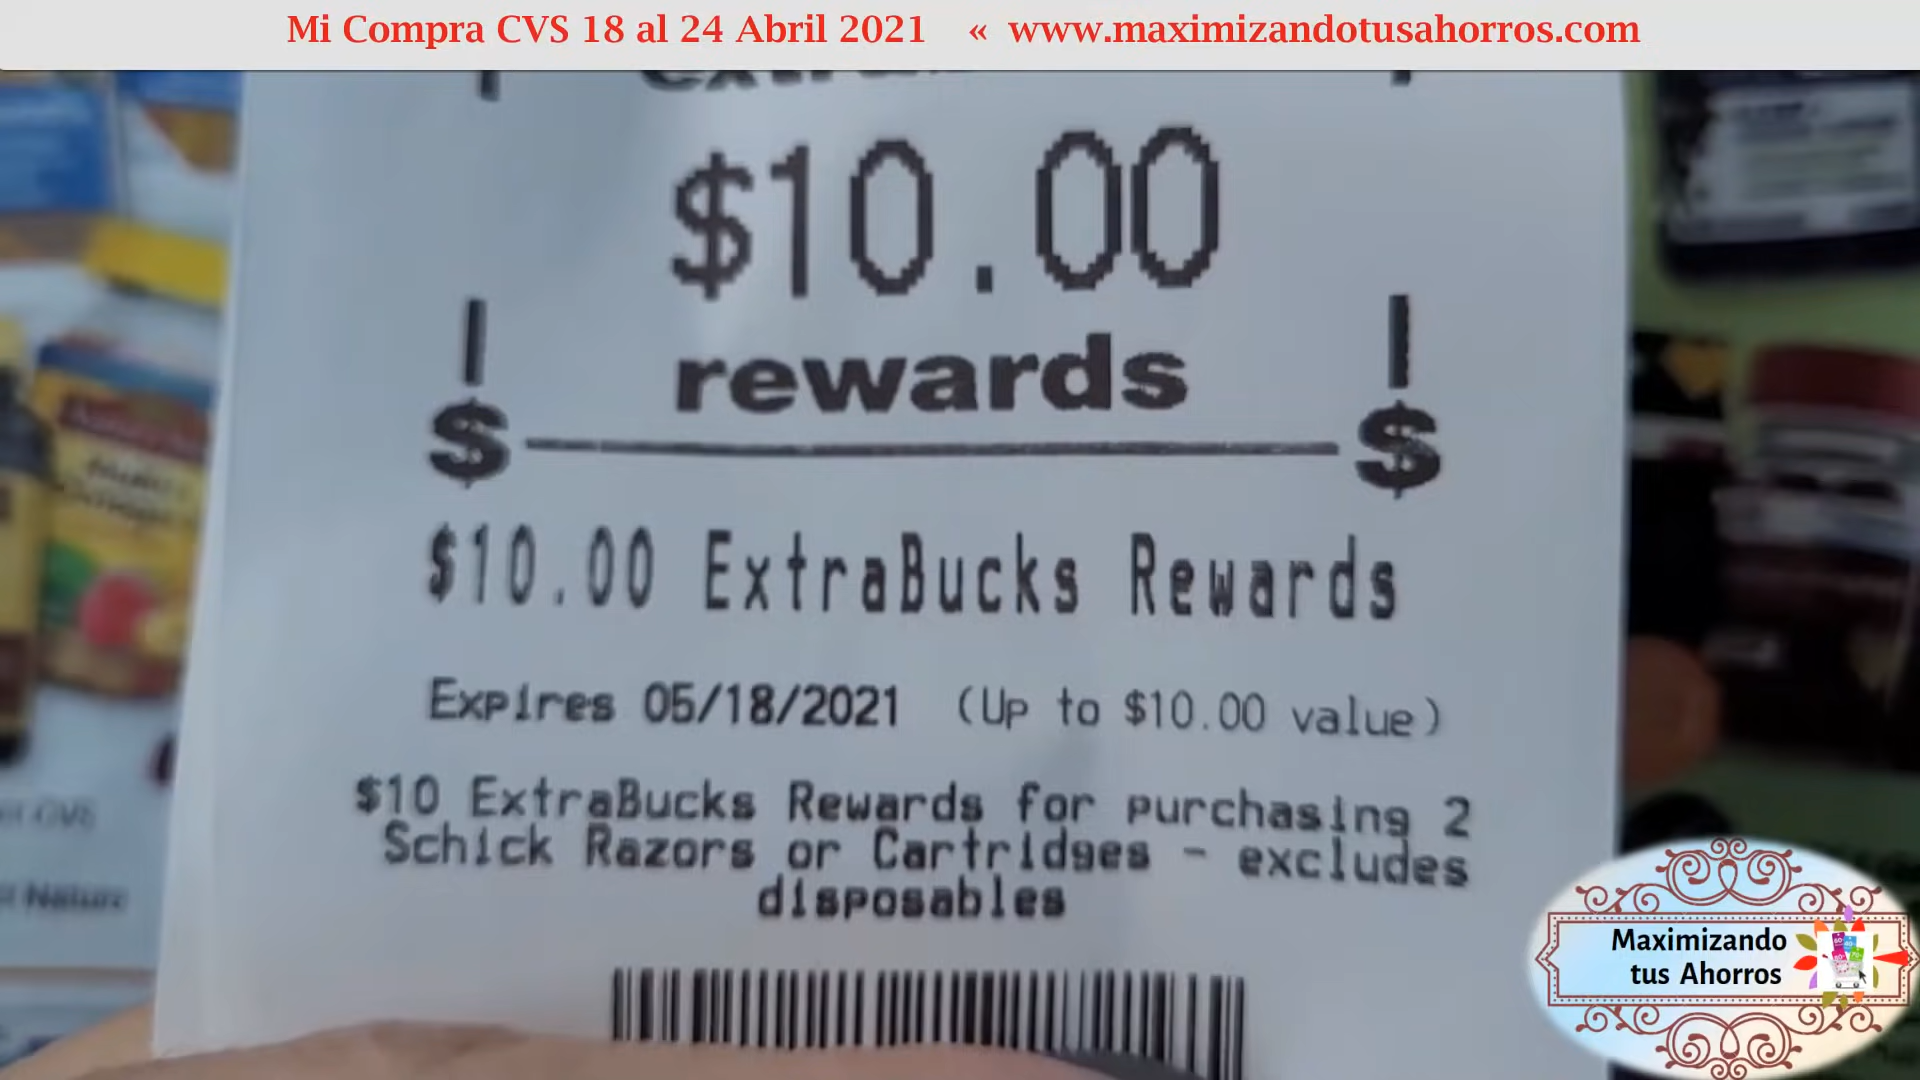 Mi Compra CVS 18 al 24 Abril 2021 « www.maximizandotusahorros.com
$10.00
rewards
$ $
$10.00 ExtraBucks Rewards
Expires 05/18/2021 (Up to $10.00 value)
$10 ExtraBucks Rewards for purchasing 2
Schick Razors or Cartridges - excludes
disposables
Maximizando
tus Ahorros